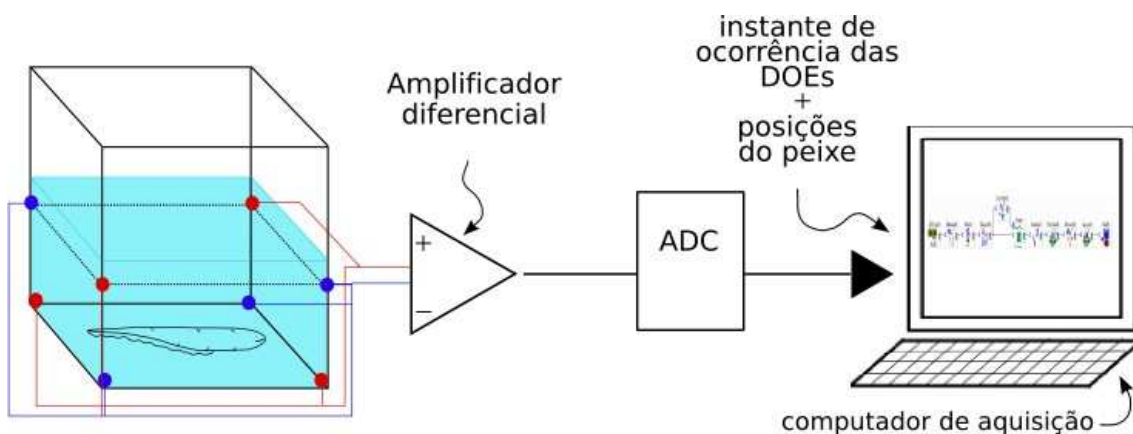 Amplificador
diferencial
+
−
ADC
instante de
ocorrência das
DOEs
+
posições
do peixe
computador de aquisição